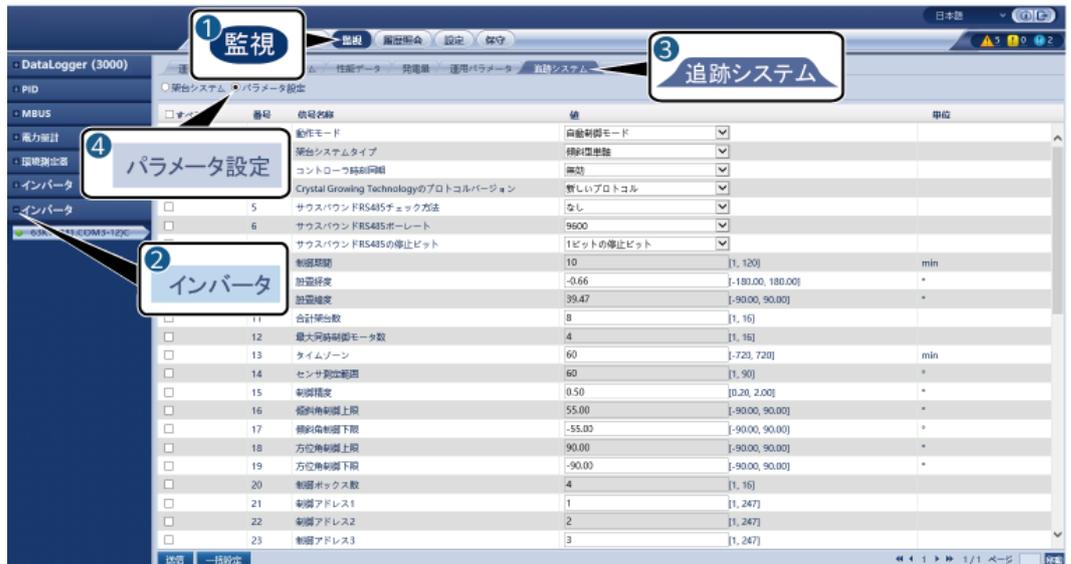 日本語
1 監視
監視 履歴照会 設定 保守
5 0 2
DataLogger (3000)
PID
MBUS
電力量計
環境測定器
インバータ
インバータ
性能データ 発電量 運用パラメータ 追跡システム
3 追跡システム
架台システム パラメータ設定
4 パラメータ設定
2 インバータ
番号 信号名称 値 単位
動作モード 自動制御モード
架台システムタイプ 傾斜型単軸
コントローラ時刻同期 無効
Crystal Growing Technologyのプロトコルバージョン 新しいプロトコル
5 サウスバウンドRS485チェック方法 なし
6 サウスバウンドRS485ボーレート 9600
サウスバウンドRS485の停止ビット 1ビットの停止ビット
制御期間 10 [1, 120] min
設置経度 -0.66 [-180.00, 180.00] °
設置緯度 39.47 [-90.00, 90.00] °
11 合計架台数 8 [1, 16]
12 最大同時制御モータ数 4 [1, 16]
13 タイムゾーン 60 [-720, 720] min
14 センサ測定範囲 60 [1, 90] °
15 制御精度 0.50 [0.20, 2.00] °
16 傾斜角制御上限 55.00 [-90.00, 90.00] °
17 傾斜角制御下限 -55.00 [-90.00, 90.00] °
18 方位角制御上限 90.00 [-90.00, 90.00] °
19 方位角制御下限 -90.00 [-90.00, 90.00] °
20 制御ボックス数 4 [1, 16]
21 制御アドレス1 1 [1, 247]
22 制御アドレス2 2 [1, 247]
23 制御アドレス3 3 [1, 247]
送信 一括設定 1 1/1 ページ